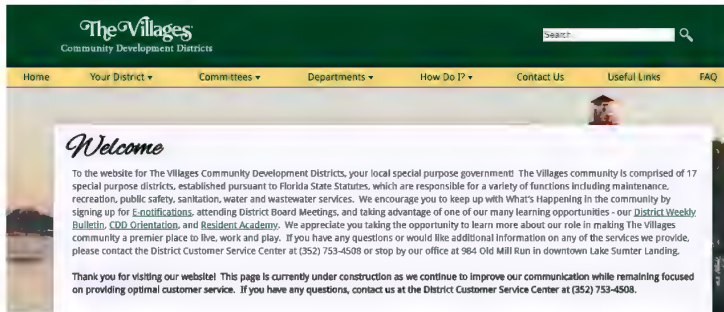 The Villages
Community Development Districts
Search
Home Your District Committees Departments How Do I? Contact Us Useful Links FAQ
Welcome
To the website for The Villages Community Development Districts, your local special purpose government! The Villages community is comprised of 17
special purpose districts, established pursuant to Florida State Statutes, which are responsible for a variety of functions including maintenance,
recreation, public safety, sanitation, water and wastewater services. We encourage you to keep up with What's Happening in the community by
signing up for E-notifications, attending District Board Meetings, and taking advantage of one of our many learning opportunities - our District Weekly
Bulletin, CDD Orientation, and Resident Academy. We appreciate you taking the opportunity to learn more about our role in making The Villages
community a premier place to live, work and play. If you have any questions or would like additional information on any of the services we provide,
please contact the District Customer Service Center at (352) 753-4508 or stop by our office at 984 Old Mill Run in downtown Lake Sumter Landing.
Thank you for visiting our website! This page is currently under construction as we continue to improve our communication while remaining focused
on providing optimal customer service. If you have any questions, contact us at the District Customer Service Center at (352) 753-4508.